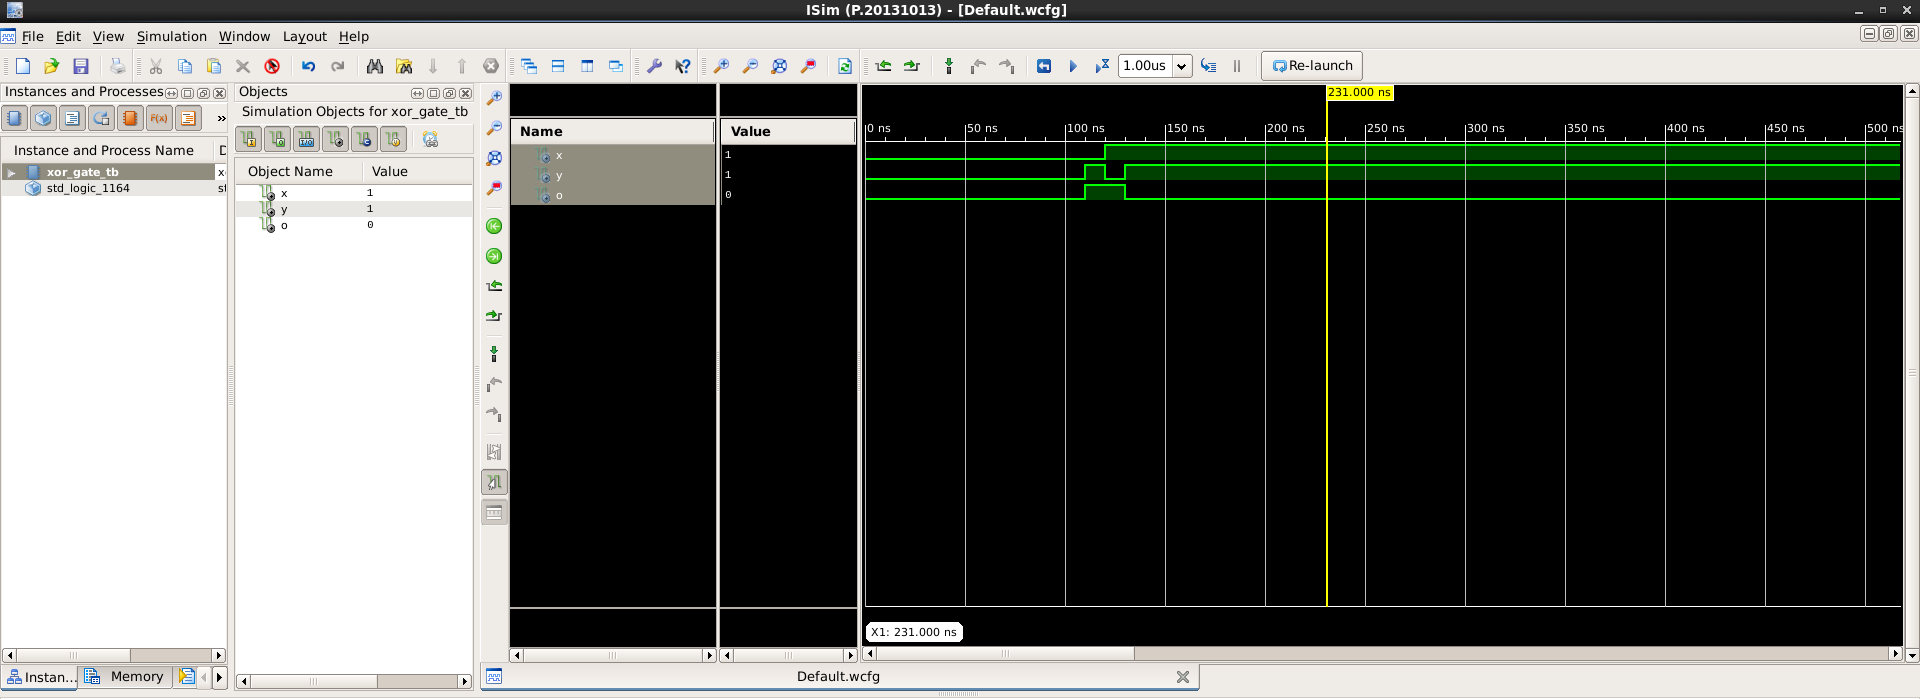 ISim (P.20131013) - [Default.wcfg]
File Edit View Simulation Window Layout Help
1.00us
Re-launch
Instances and Processes
F(x)
»
Instance and Process Name D
xor_gate_tb x
std_logic_1164 st
Instan...
Memory
Objects
Simulation Objects for xor_gate_tb
Object Name Value
x 1
y 1
o 0
Name Value
x 1
y 1
o 0
231.000 ns
0 ns 50 ns 100 ns 150 ns 200 ns 250 ns 300 ns 350 ns 400 ns 450 ns 500 ns
X1: 231.000 ns
Default.wcfg